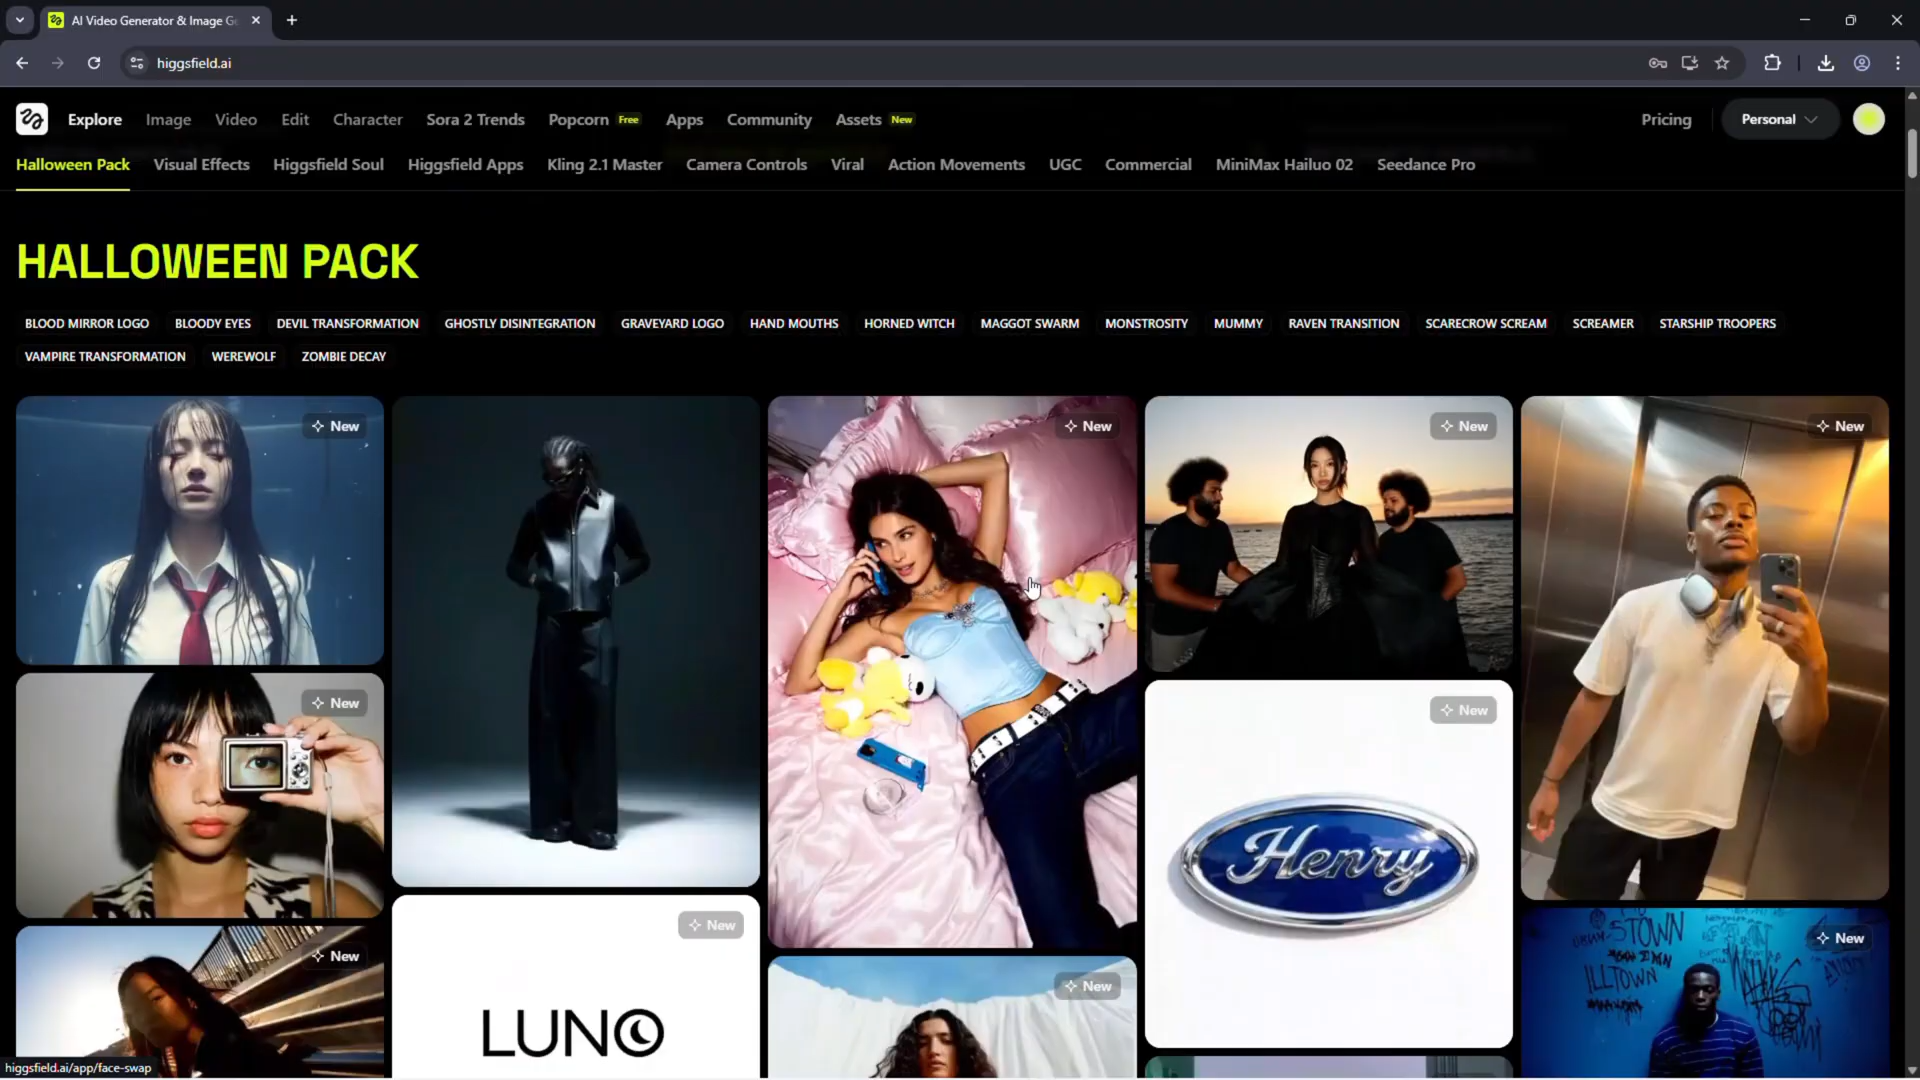 AI Video Generator & Image G
higgsfield.ai
Explore Image Video Edit Character Sora 2 Trends Popcorn Free Apps Community Assets New Pricing Personal
Halloween Pack Visual Effects Higgsfield Soul Higgsfield Apps Kling 2.1 Master Camera Controls Viral Action Movements UGC Commercial MiniMax Hailuo 02 Seedance Pro
HALLOWEEN PACK
BLOOD MIRROR LOGO BLOODY EYES DEVIL TRANSFORMATION GHOSTLY DISINTEGRATION GRAVEYARD LOGO HAND MOUTHS HORNED WITCH MAGGOT SWARM MONSTROSITY MUMMY RAVEN TRANSITION SCARECROW SCREAM SCREAMER STARSHIP TROOPERS
VAMPIRE TRANSFORMATION WEREWOLF ZOMBIE DECAY
New
New
New
New
New
New
Henry
New
LUNO
New
New
New
STOWN
ILLTOWN
higgsfield.ai/app/face-swap